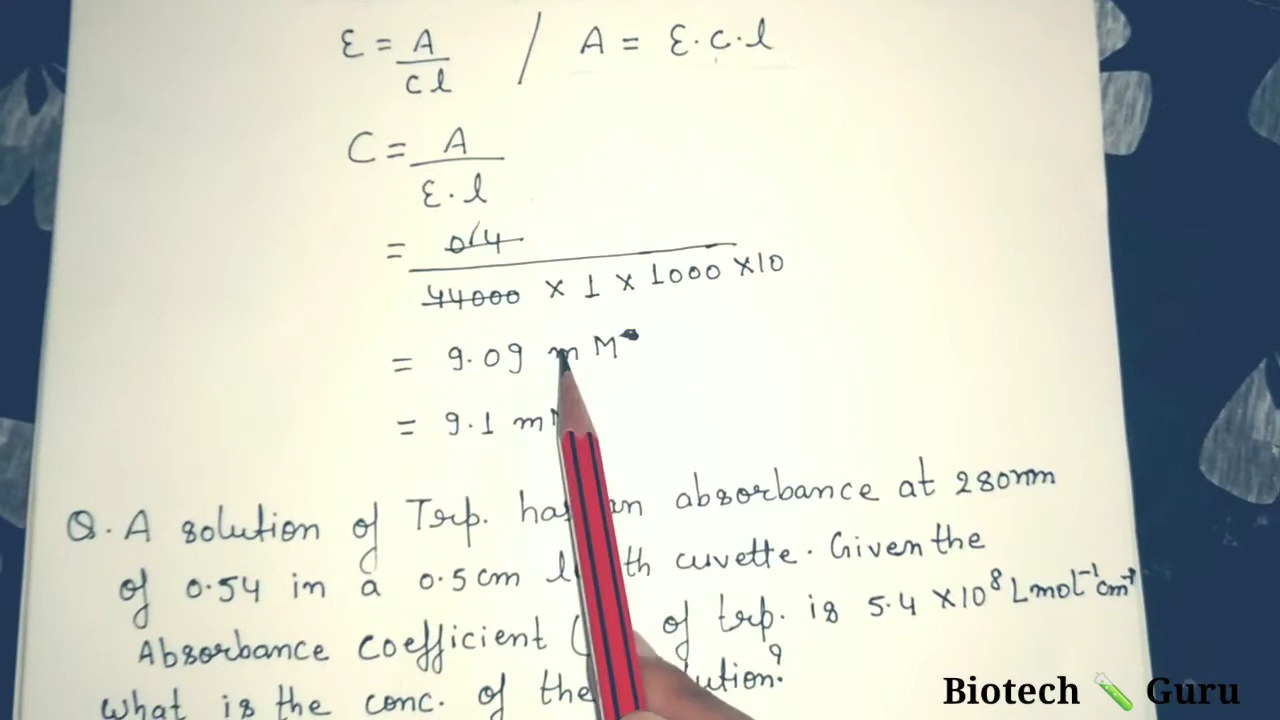 ε = A / cl / A = ε.c.l
C = A / ε.l
= 0.4 / 44000 × 1 × 1000 × 10
= 9.09 m M
= 9.1 m
Q. A solution of Trp. has an absorbance at 280nm
of 0.54 in a 0.5cm cuvette. Given the
Absorbance coefficient ( of trp. is 5.4 ×10⁸ Lmol⁻¹cm⁻¹
what is the conc. of the ution?
Biotech Guru